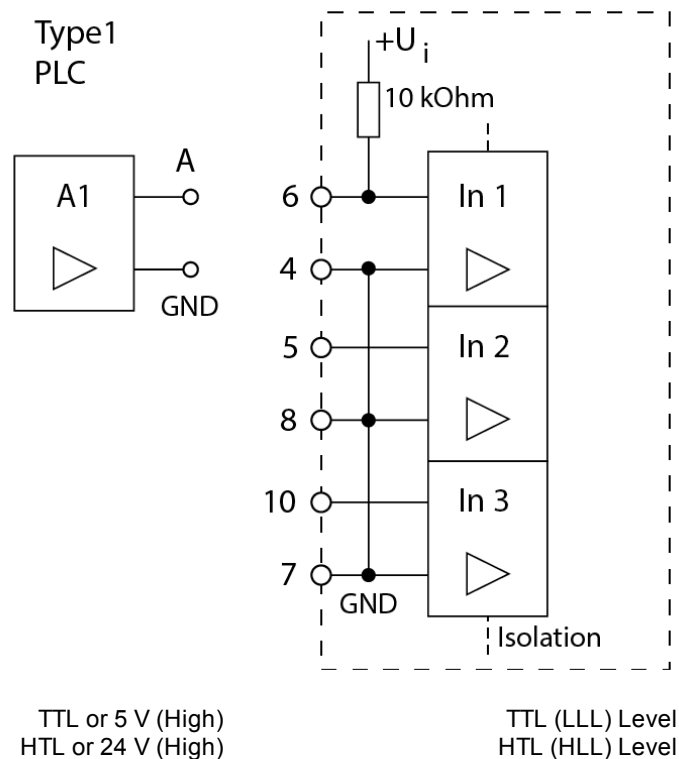 Type1
PLC
+U i
10 kOhm
A
A1
6
In 1
4
GND
5
In 2
8
10
In 3
7
GND
Isolation
TTL or 5 V (High)
HTL or 24 V (High)
TTL (LLL) Level
HTL (HLL) Level